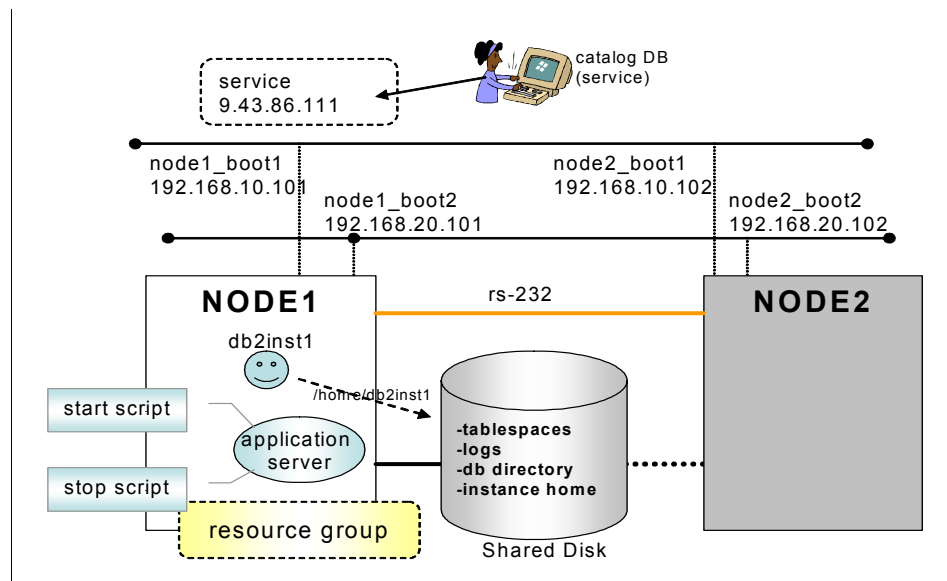 service
9.43.86.111
catalog DB
(service)
node1_boot1
192.168.10.101
node2_boot1
192.168.10.102
node1_boot2
192.168.20.101
node2_boot2
192.168.20.102
NODE1
rs-232
NODE2
db2inst1
/home/db2inst1
start script
application
server
stop script
-tablespaces
-logs
-db directory
-instance home
resource group
Shared Disk